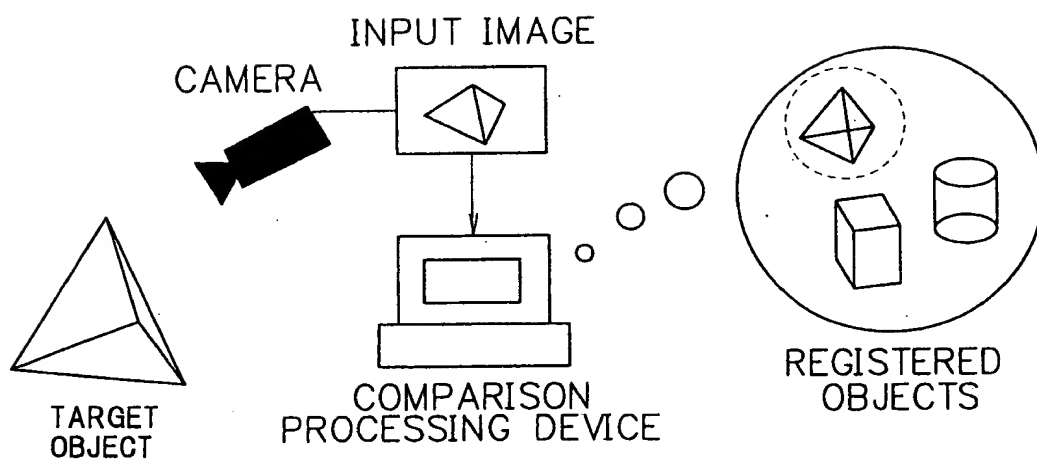 INPUT IMAGE
CAMERA
TARGET
OBJECT
COMPARISON
PROCESSING DEVICE
REGISTERED
OBJECTS